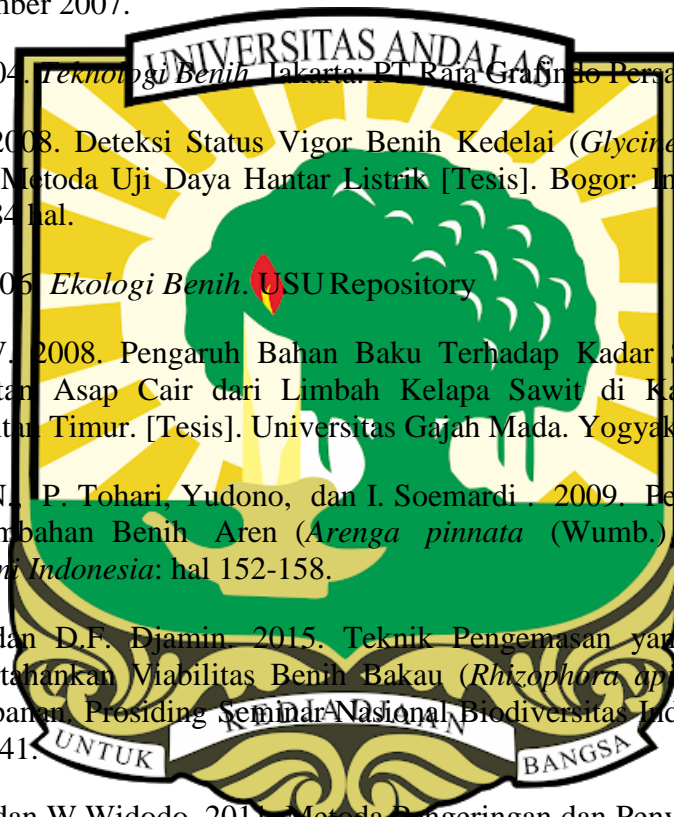 mber 2007.
UNIVERSITAS ANDALAS
04. Teknologi Benih. Jakarta: PT Raja Grafindo Persa
2008. Deteksi Status Vigor Benih Kedelai (Glycine
Metoda Uji Daya Hantar Listrik [Tesis]. Bogor: In
84 hal.
06. Ekologi Benih. USU Repository
V. 2008. Pengaruh Bahan Baku Terhadap Kadar S
tan Asap Cair dari Limbah Kelapa Sawit di Ka
ntan Timur. [Tesis]. Universitas Gajah Mada. Yogyak
N., P. Tohari, Yudono, dan I. Soemardi . 2009. Pe
mbahan Benih Aren (Arenga pinnata (Wumb.)
ni Indonesia: hal 152-158.
dan D.F. Djamin. 2015. Teknik Pengemasan yan
tahankan Viabilitas Benih Bakau (Rhizophora api
panan. Prosiding Seminar Nasional Biodiversitas Ind
41.
UNTUK KEDJAJAAN BANGSA
dan W Widodo. Metoda Pengeringan dan Peny